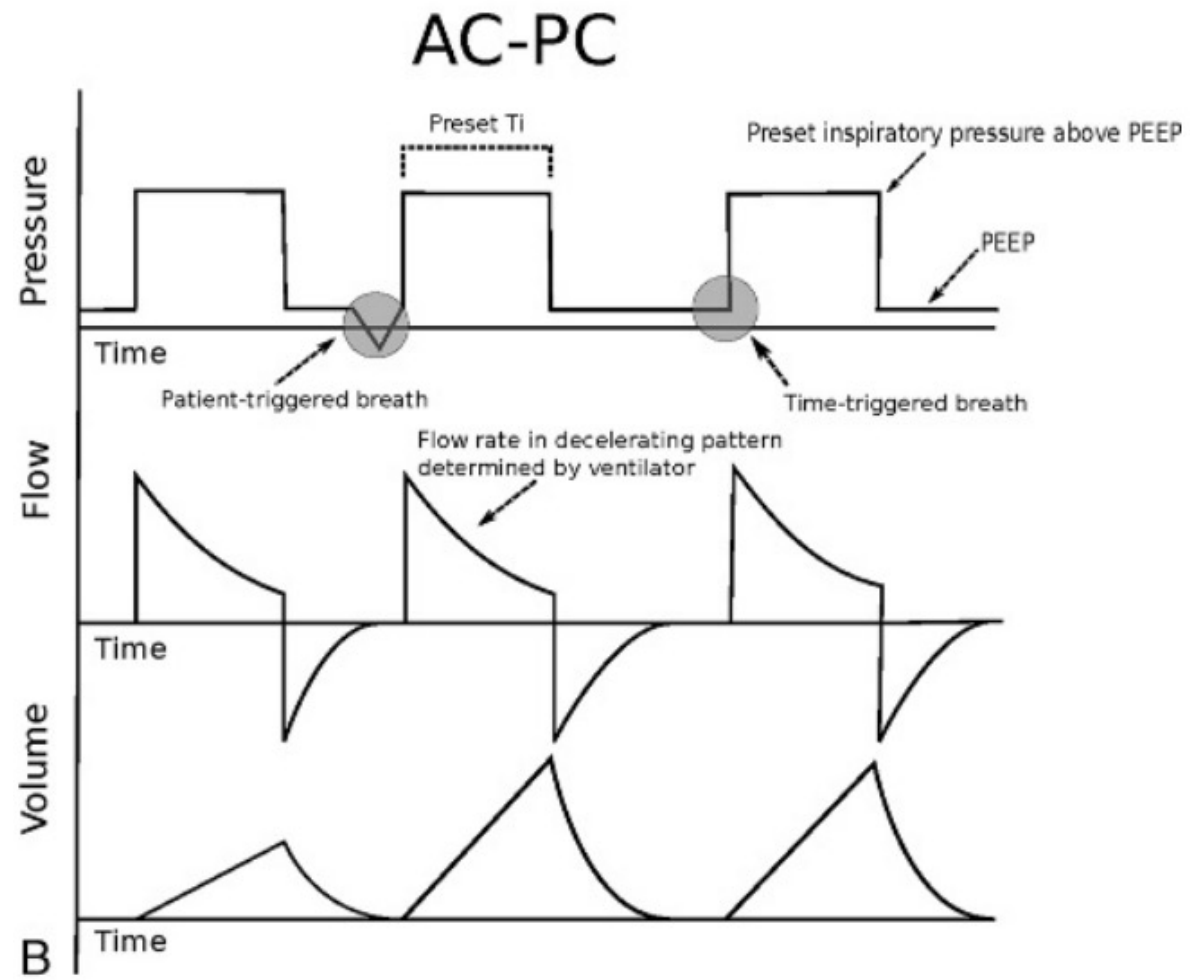 AC-PC
Preset Ti
Preset inspiratory pressure above PEEP
Pressure
PEEP
Time
Patient-triggered breath
Time-triggered breath
Flow rate in decelerating pattern
determined by ventilator
Flow
Time
Volume
Time
B